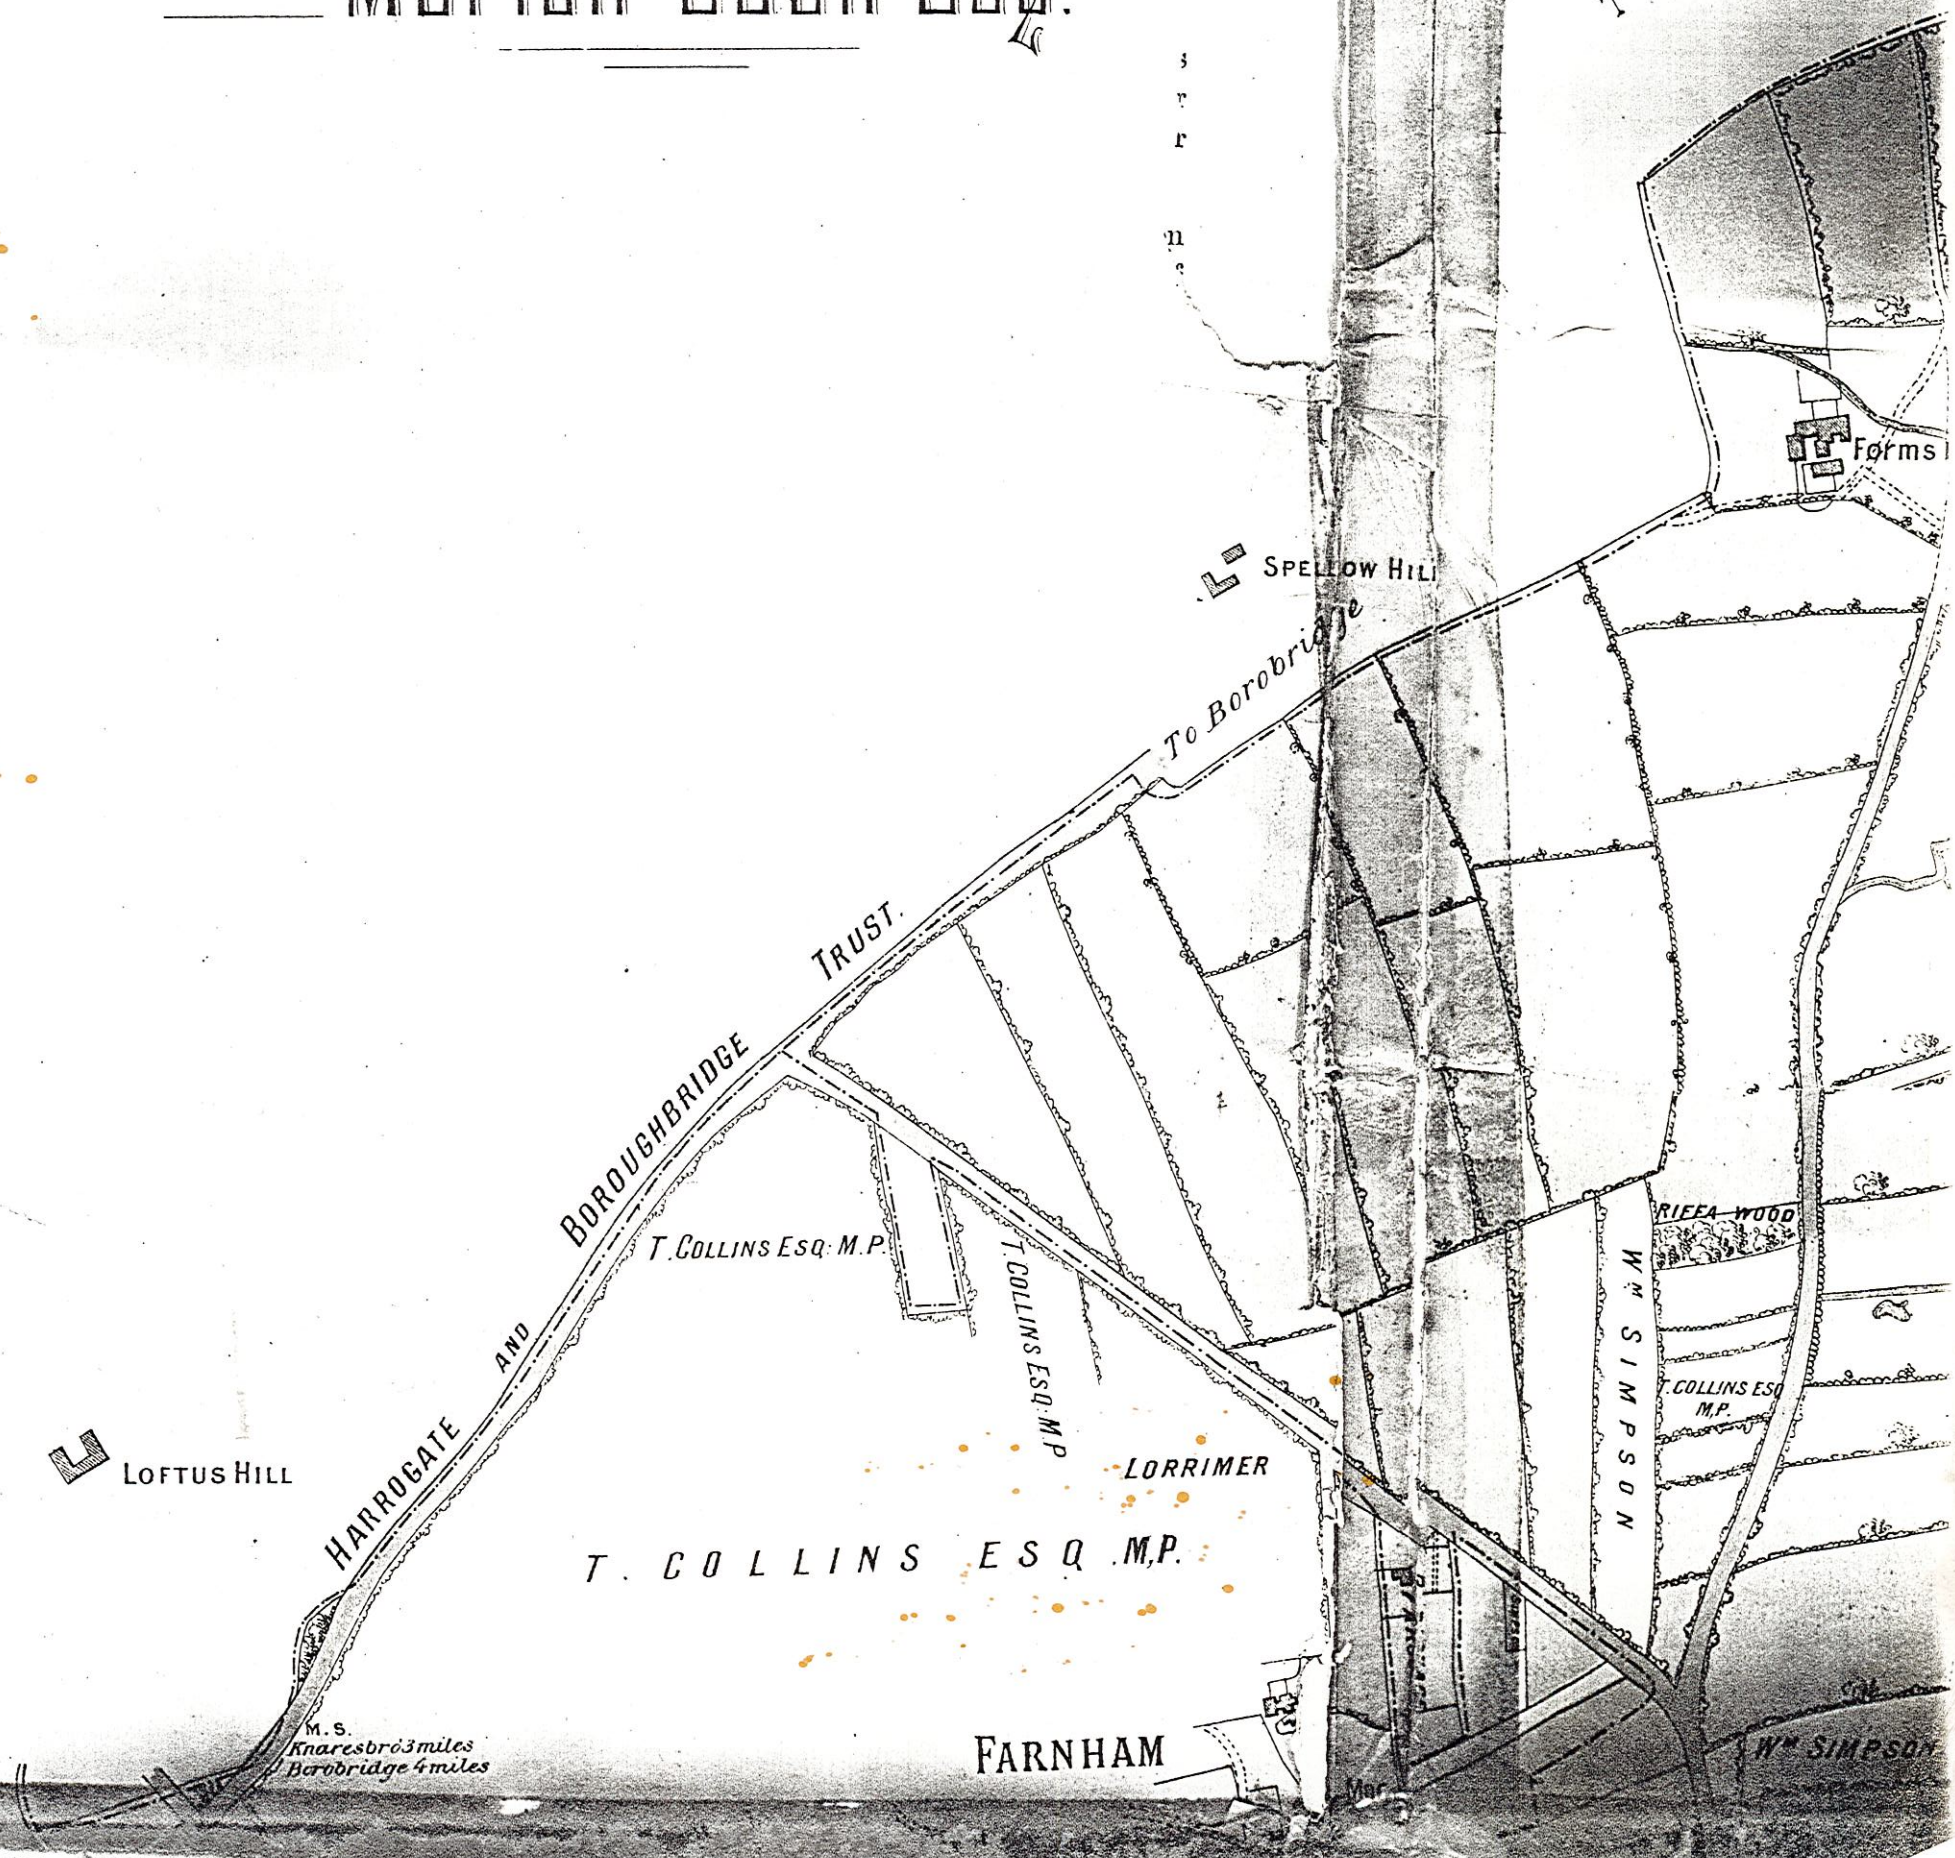 Forms
SPELLOW HILL
To Borobridge
HARROGATE AND BOROUGHBRIDGE TRUST.
T. COLLINS ESQ: M.P.
T. COLLINS ESQ: M.P
RIFFA WOOD
WM SIMPSON
T. COLLINS ESQ
M,P.
LOFTUS HILL
LORRIMER
T. COLLINS ESQ. M,P.
M.S.
Knaresbro 3 miles
Borobridge 4 miles
FARNHAM
WM SIMPSON